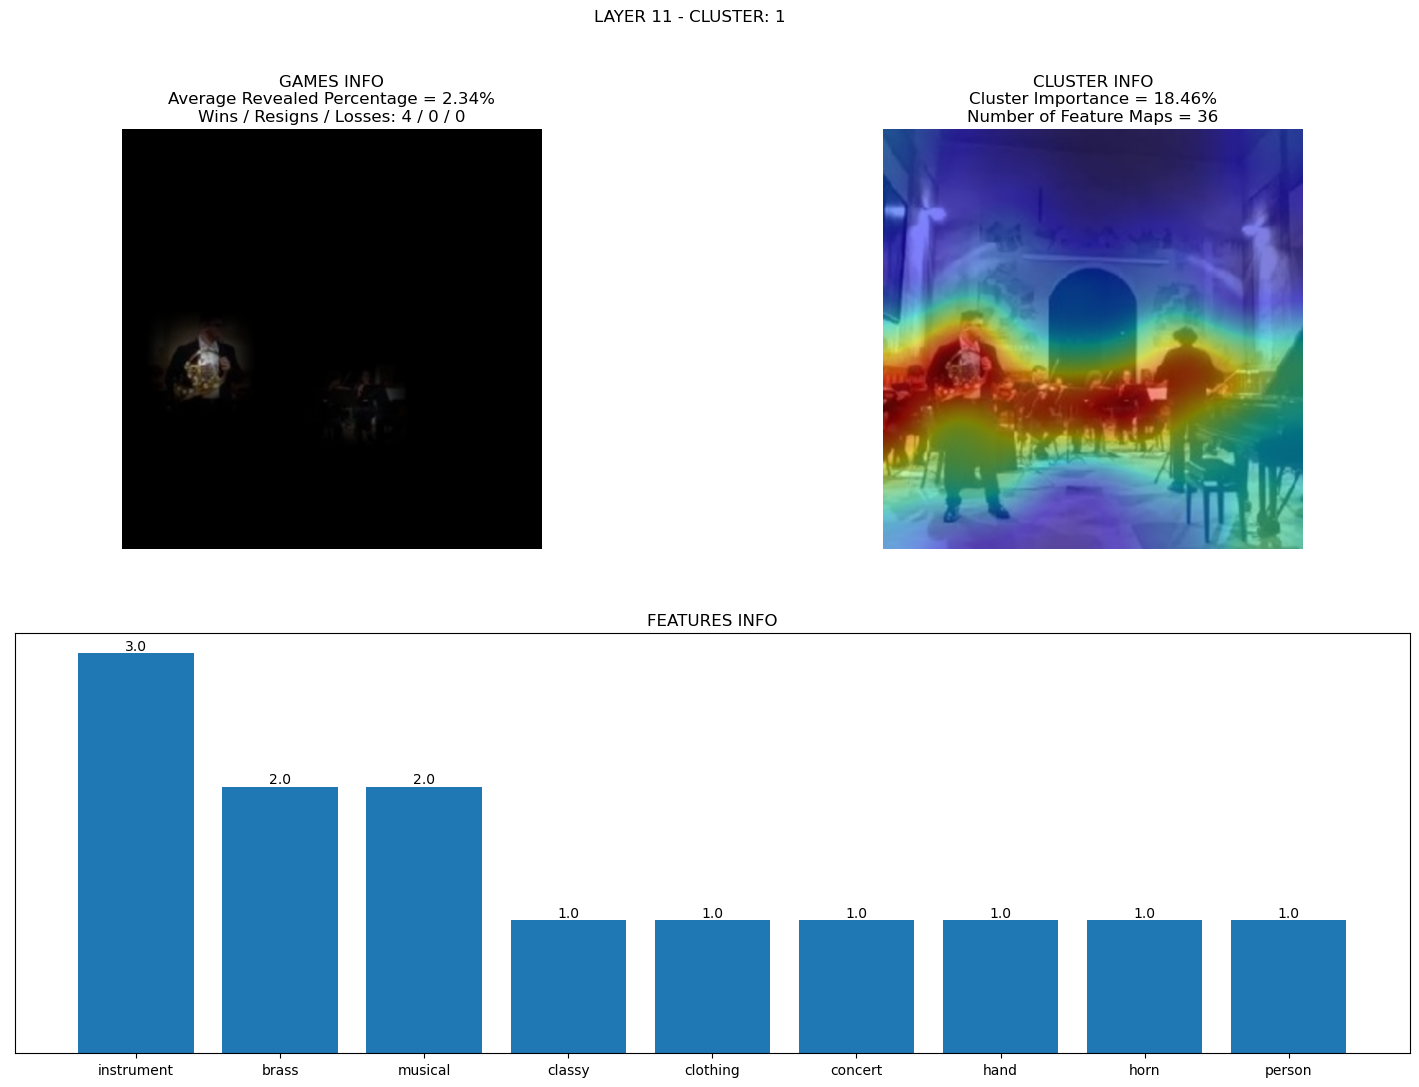 LAYER 11 - CLUSTER: 1
GAMES INFO
Average Revealed Percentage = 2.34%
Wins / Resigns / Losses: 4 / 0 / 0
CLUSTER INFO
Cluster Importance = 18.46%
Number of Feature Maps = 36
FEATURES INFO
3.0
2.0
2.0
1.0
1.0
1.0
1.0
1.0
1.0
instrument
brass
musical
classy
clothing
concert
hand
horn
person